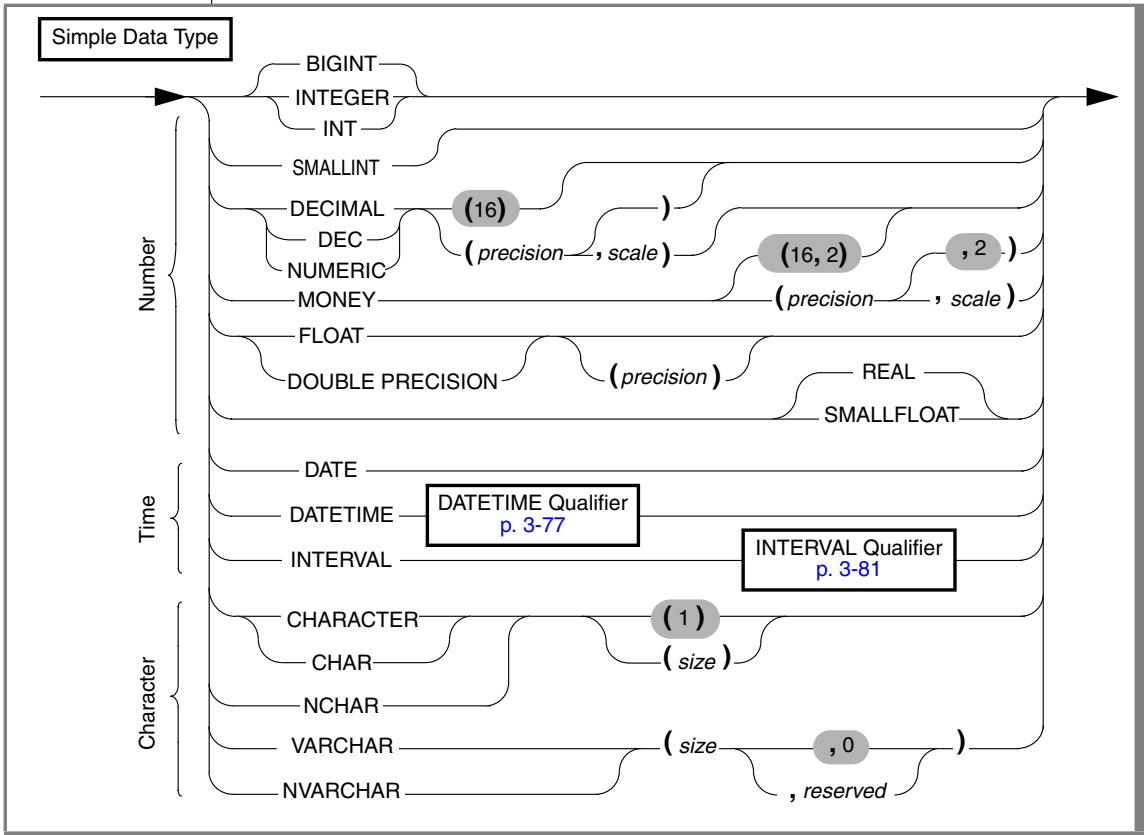 Simple Data Type
BIGINT
INTEGER
INT
SMALLINT
DECIMAL (16) )
DEC
(precision , scale)
NUMERIC
(16, 2) , 2 )
MONEY
(precision , scale)
FLOAT
DOUBLE PRECISION (precision)
REAL
SMALLFLOAT
Number
DATE
DATETIME
DATETIME Qualifier
p. 3-77
INTERVAL
INTERVAL Qualifier
p. 3-81
Time
CHARACTER (1)
CHAR (size)
NCHAR
VARCHAR (size , 0 )
NVARCHAR , reserved
Character